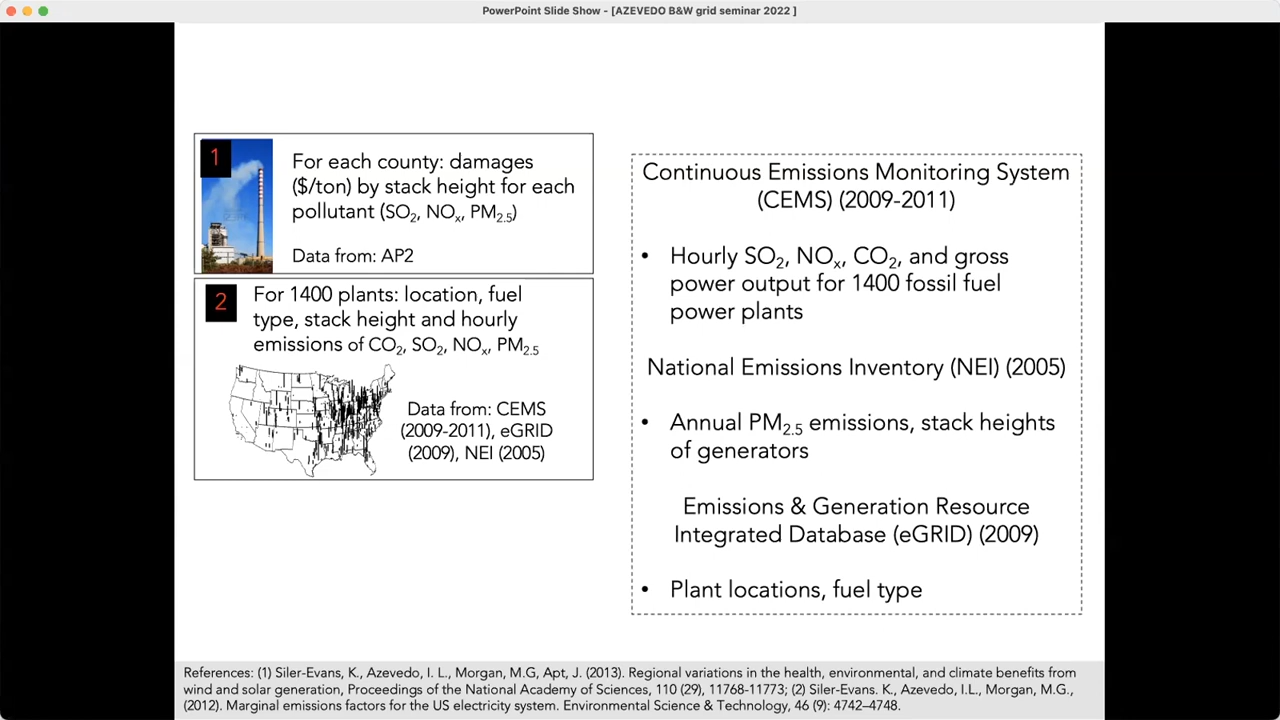 PowerPoint Slide Show - [AZEVEDO B&W grid seminar 2022 ]
1
For each county: damages
($/ton) by stack height for each
pollutant (SO2, NOx, PM2.5)
Data from: AP2
2
For 1400 plants: location, fuel
type, stack height and hourly
emissions of CO2, SO2, NOx, PM2.5
Data from: CEMS
(2009-2011), eGRID
(2009), NEI (2005)
Continuous Emissions Monitoring System
(CEMS) (2009-2011)
• Hourly SO2, NOx, CO2, and gross
power output for 1400 fossil fuel
power plants
National Emissions Inventory (NEI) (2005)
• Annual PM2.5 emissions, stack heights
of generators
Emissions & Generation Resource
Integrated Database (eGRID) (2009)
• Plant locations, fuel type
References: (1) Siler-Evans, K., Azevedo, I. L., Morgan, M.G, Apt, J. (2013). Regional variations in the health, environmental, and climate benefits from
wind and solar generation, Proceedings of the National Academy of Sciences, 110 (29), 11768-11773; (2) Siler-Evans. K., Azevedo, I.L., Morgan, M.G.,
(2012). Marginal emissions factors for the US electricity system. Environmental Science & Technology, 46 (9): 4742–4748.